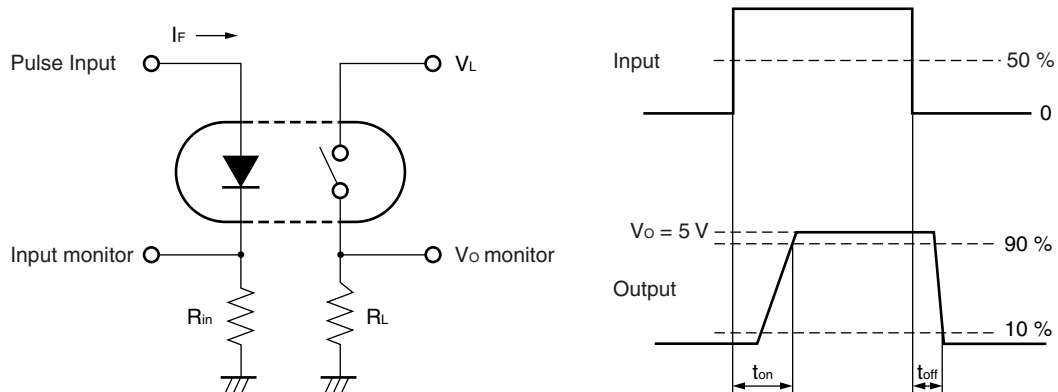 IF
Pulse Input
VL
Input monitor
VO monitor
Rin
RL
Input
50 %
0
VO = 5 V
90 %
Output
10 %
ton
toff